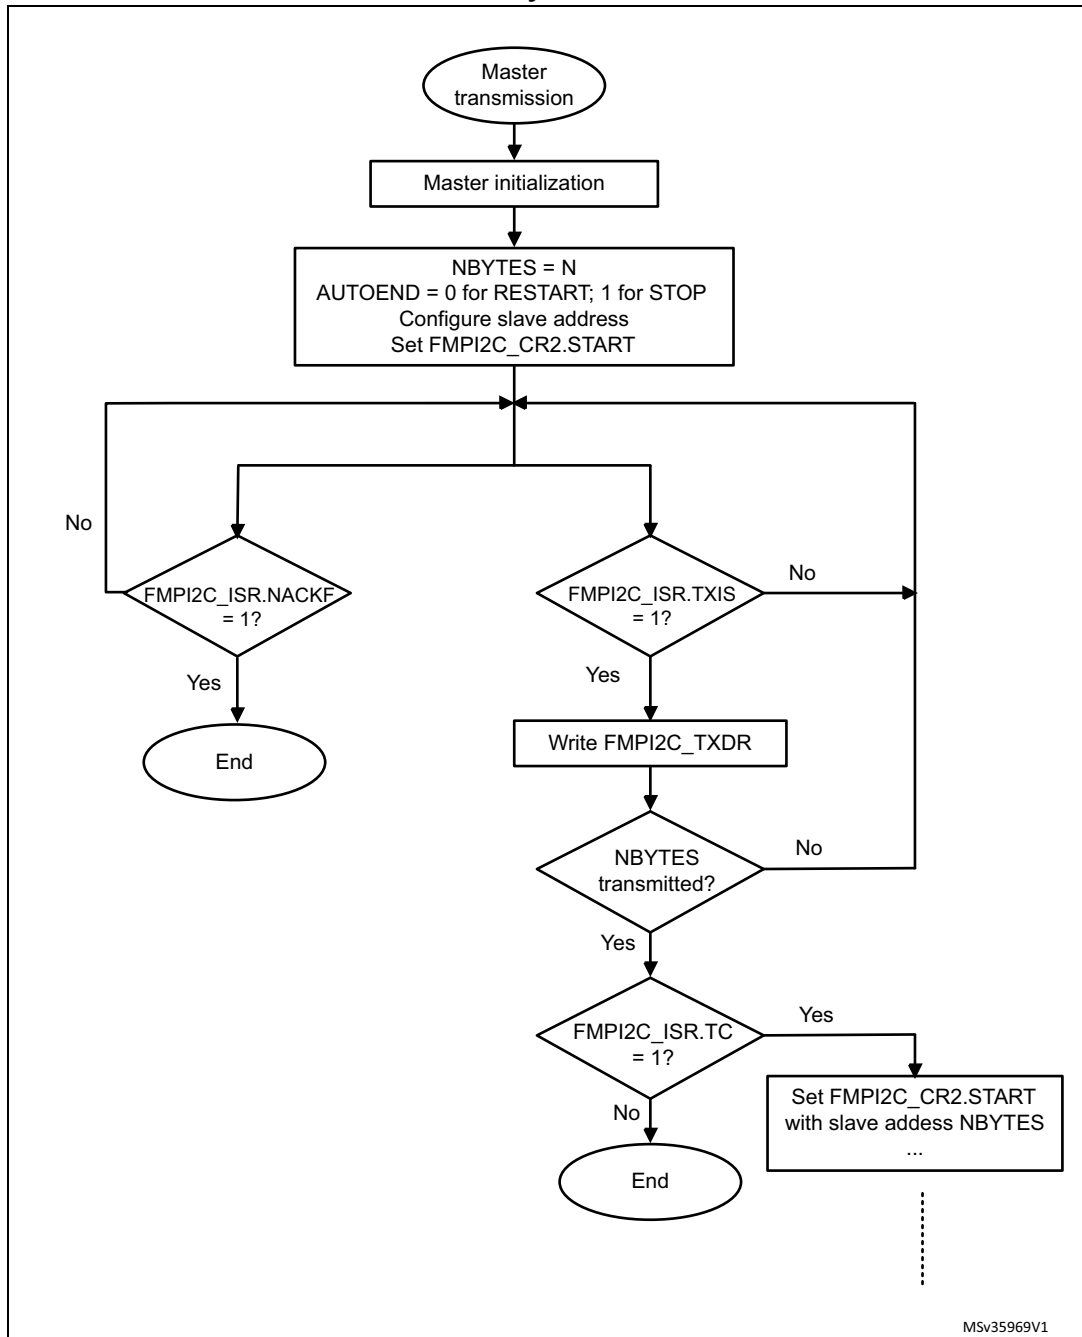 Master
transmission
Master initialization
NBYTES = N
AUTOEND = 0 for RESTART; 1 for STOP
Configure slave address
Set FMPI2C_CR2.START
No
FMPI2C_ISR.NACKF
= 1?
Yes
End
FMPI2C_ISR.TXIS
= 1?
No
Yes
Write FMPI2C_TXDR
NBYTES
transmitted?
No
Yes
FMPI2C_ISR.TC
= 1?
Yes
No
End
Set FMPI2C_CR2.START
with slave addess NBYTES
...
MSv35969V1